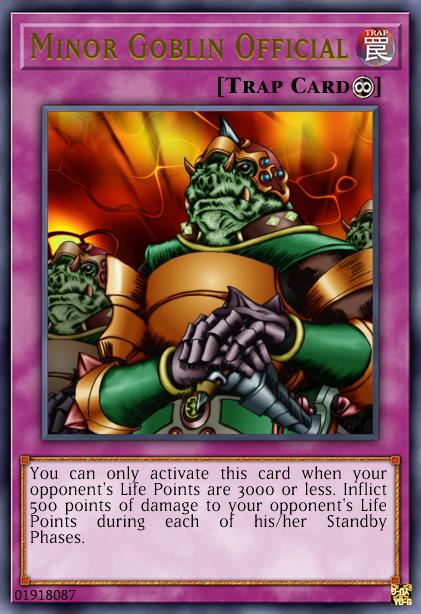 Minor Goblin Official
TRAP
罠
[Trap Card]
You can only activate this card when your
opponent's Life Points are 3000 or less. Inflict
500 points of damage to your opponent's Life
Points during each of his/her Standby
Phases.
01918087